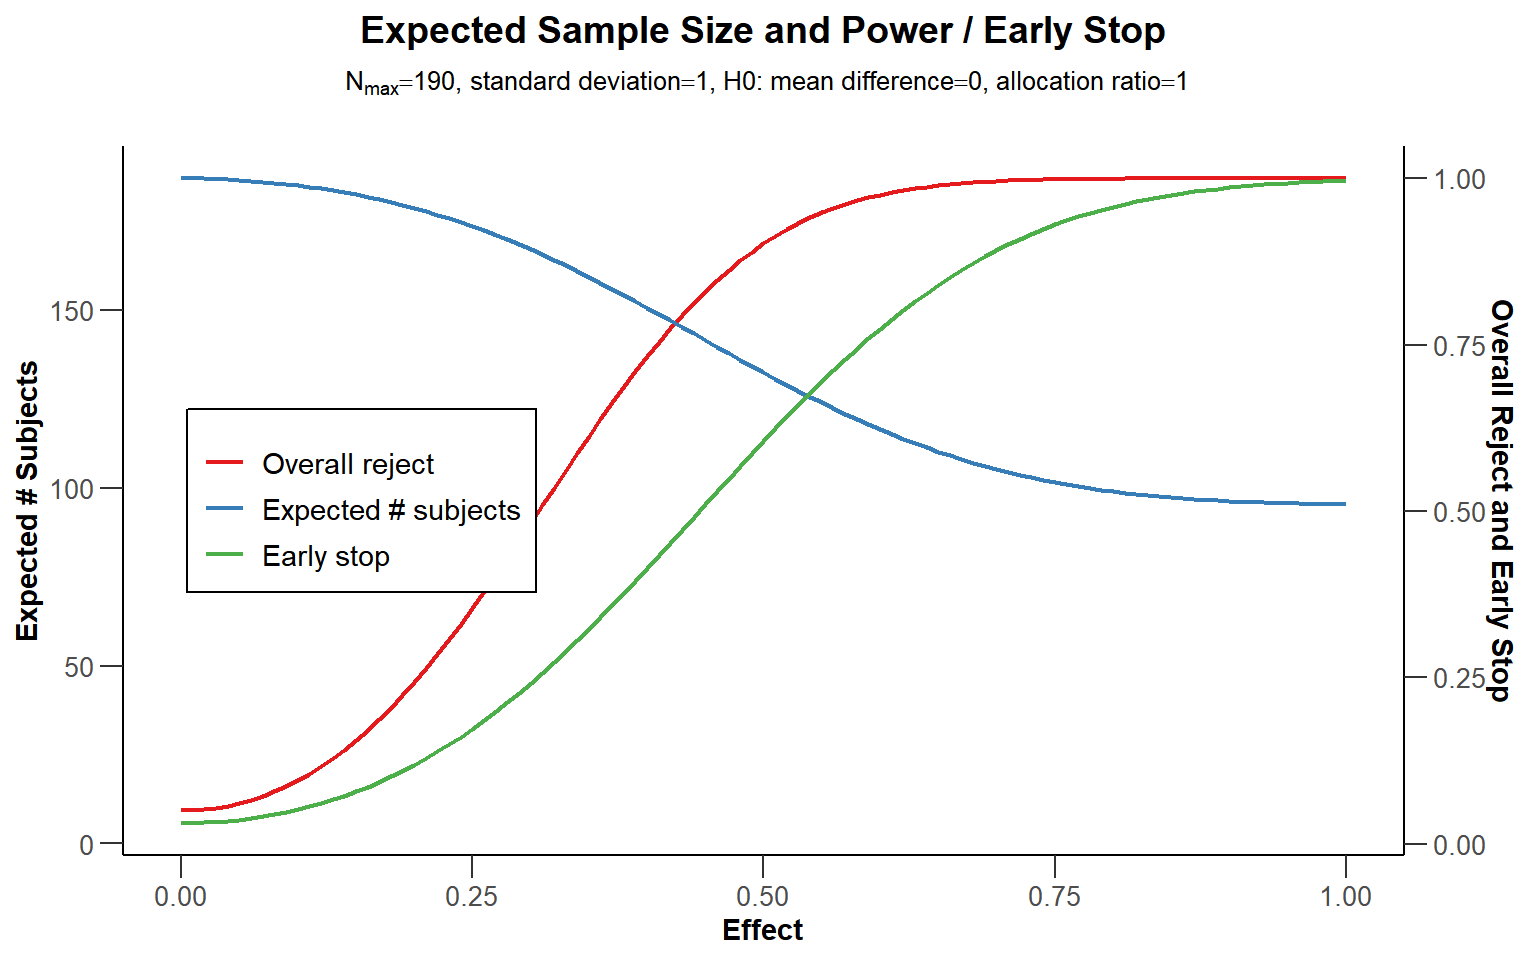 Expected Sample Size and Power / Early Stop
Nmax=190, standard deviation=1, H0: mean difference=0, allocation ratio=1
Expected # Subjects
150
100
50
0
Overall reject
Expected # subjects
Early stop
1.00
0.75
0.50
0.25
0.00
Overall Reject and Early Stop
0.00 0.25 0.50 0.75 1.00
Effect